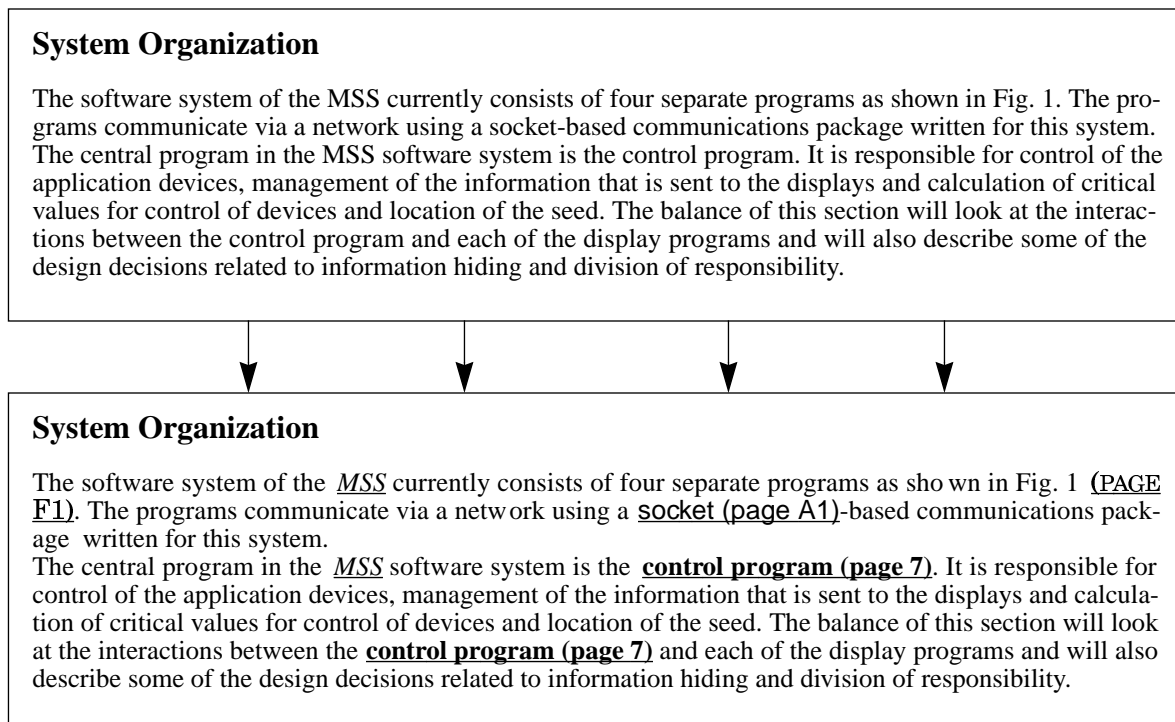 System Organization
The software system of the MSS currently consists of four separate programs as shown in Fig. 1. The pro-
grams communicate via a network using a socket-based communications package written for this system.
The central program in the MSS software system is the control program. It is responsible for control of the
application devices, management of the information that is sent to the displays and calculation of critical
values for control of devices and location of the seed. The balance of this section will look at the interac-
tions between the control program and each of the display programs and will also describe some of the
design decisions related to information hiding and division of responsibility.
System Organization
The software system of the MSS currently consists of four separate programs as sho wn in Fig. 1 (PAGE
F1). The programs communicate via a network using a socket (page A1)-based communications pack-
age written for this system.
The central program in the MSS software system is the control program (page 7). It is responsible for
control of the application devices, management of the information that is sent to the displays and calcula-
tion of critical values for control of devices and location of the seed. The balance of this section will look
at the interactions between the control program (page 7) and each of the display programs and will also
describe some of the design decisions related to information hiding and division of responsibility.